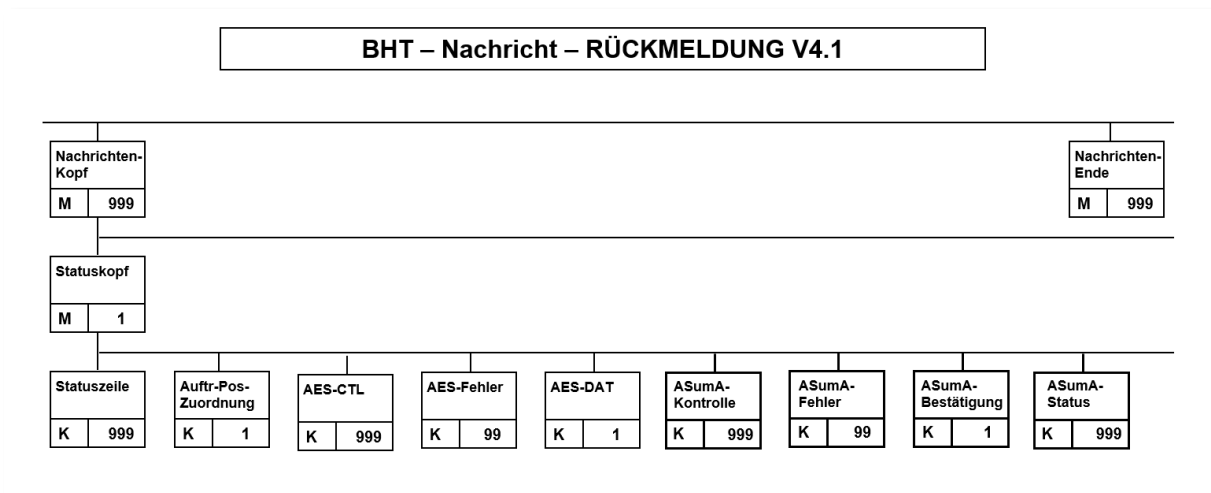 BHT – Nachricht – RÜCKMELDUNG V4.1
Nachrichten-
Kopf
M 999
Nachrichten-
Ende
M 999
Statuskopf
M 1
Statuszeile
K 999
Auftr-Pos-
Zuordnung
K 1
AES-CTL
K 999
AES-Fehler
K 99
AES-DAT
K 1
ASumA-
Kontrolle
K 999
ASumA-
Fehler
K 99
ASumA-
Bestätigung
K 1
ASumA-
Status
K 999